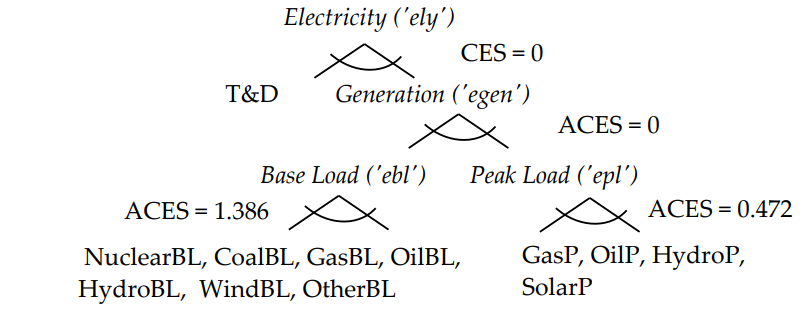 Electricity ('ely')
CES = 0
T&D
Generation ('egen')
ACES = 0
Base Load ('ebl')
Peak Load ('epl')
ACES = 1.386
ACES = 0.472
NuclearBL, CoalBL, GasBL, OilBL,
HydroBL, WindBL, OtherBL
GasP, OilP, HydroP,
SolarP